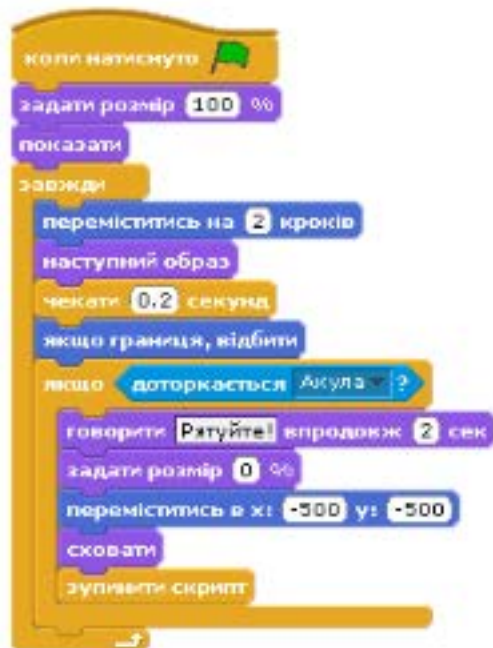 коли натиснуто
задати розмір 100 %
показати
завжди
переміститись на 2 кроків
наступний образ
чекати 0.2 секунд
якщо границя, відбити
якщо доторкається Акула ?
говорити Рятуйте! впродовж 2 сек
задати розмір 0 %
переміститись в x: -500 y: -500
сховати
зупинити скрипт